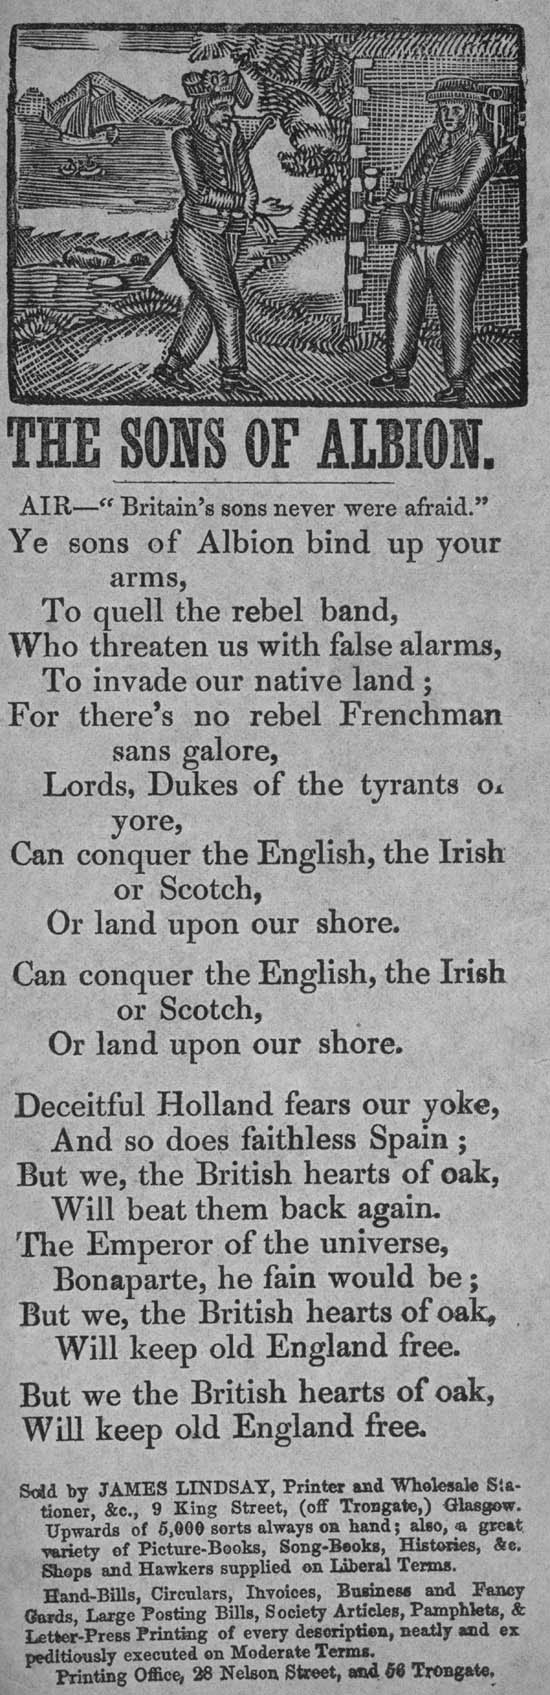 THE SONS OF ALBION.
AIR—“ Britain's sons never were afraid.”
Ye sons of Albion bind up your
arms,
To quell the rebel band,
Who threaten us with false alarms,
To invade our native land ;
For there's no rebel Frenchman
sans galore,
Lords, Dukes of the tyrants of
yore,
Can conquer the English, the Irish
or Scotch,
Or land upon our shore.
Can conquer the English, the Irish
or Scotch,
Or land upon our shore.
Deceitful Holland fears our yoke,
And so does faithless Spain ;
But we, the British hearts of oak,
Will beat them back again.
The Emperor of the universe,
Bonaparte, he fain would be ;
But we, the British hearts of oak,
Will keep old England free.
But we the British hearts of oak,
Will keep old England free.
Sold by JAMES LINDSAY, Printer and Wholesale Sta-
tioner, &c., 9 King Street, (off Trongate,) Glasgow.
Upwards of 5,000 sorts always on hand; also, a great
variety of Picture-Books, Song-Books, Histories, &c.
Shops and Hawkers supplied on Liberal Terms.
Hand-Bills, Circulars, Invoices, Business and Fancy
Cards, Large Posting Bills, Society Articles, Pamphlets, &
Letter-Press Printing of every description, neatly and ex
peditiously executed on Moderate Terms.
Printing Office, 28 Nelson Street, and 56 Trongate,